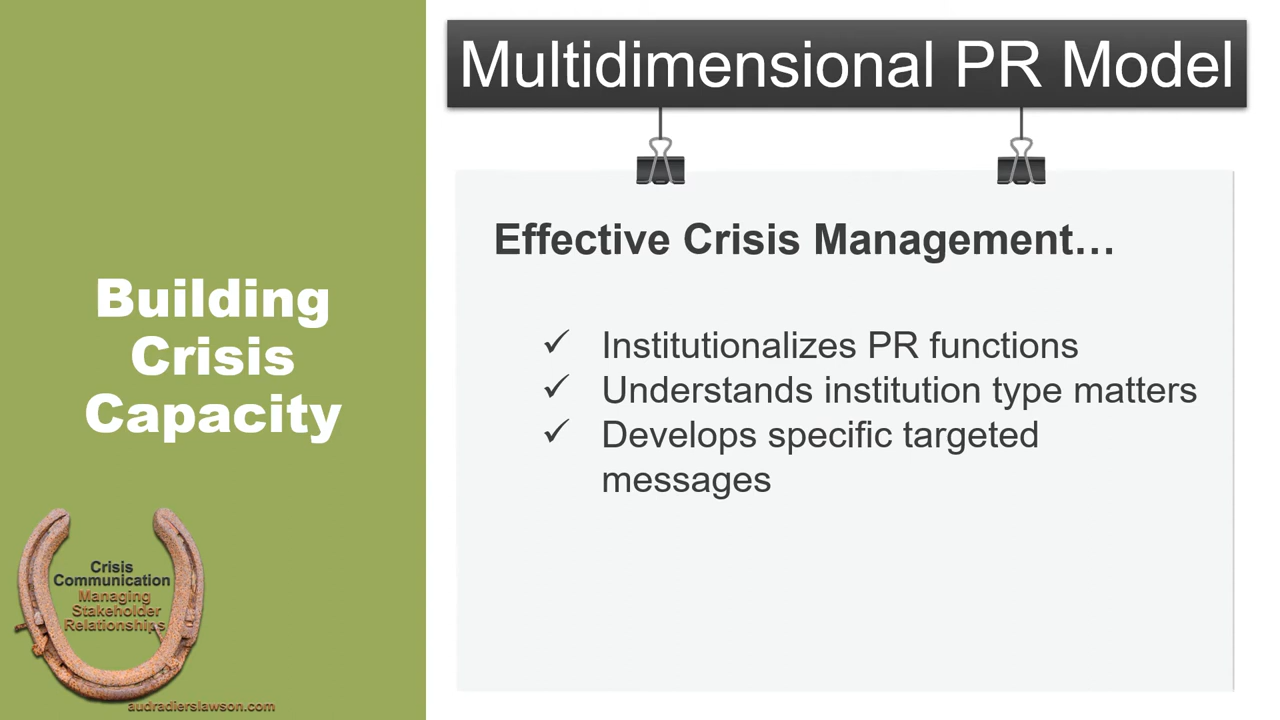 Multidimensional PR Model
Effective Crisis Management…
✓ Institutionalizes PR functions
✓ Understands institution type matters
✓ Develops specific targeted
messages
Building
Crisis
Capacity
Crisis
Communication
Managing
Stakeholder
Relationships
audradierslawson.com